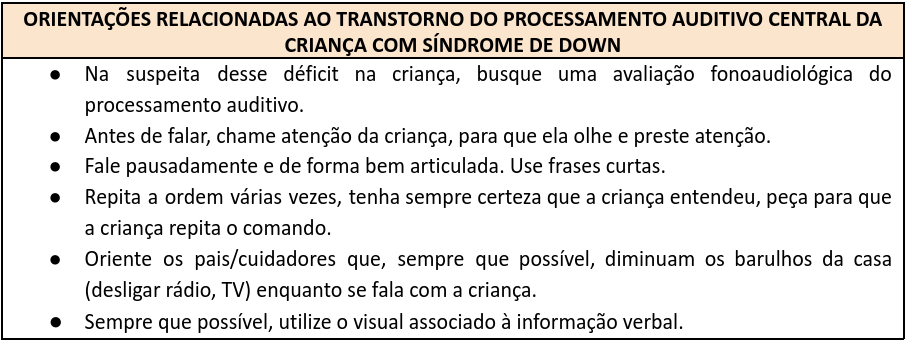 ORIENTAÇÕES RELACIONADAS AO TRANSTORNO DO PROCESSAMENTO AUDITIVO CENTRAL DA
CRIANÇA COM SÍNDROME DE DOWN
● Na suspeita desse déficit na criança, busque uma avaliação fonoaudiológica do
processamento auditivo.
● Antes de falar, chame atenção da criança, para que ela olhe e preste atenção.
● Fale pausadamente e de forma bem articulada. Use frases curtas.
● Repita a ordem várias vezes, tenha sempre certeza que a criança entendeu, peça para que
a criança repita o comando.
● Oriente os pais/cuidadores que, sempre que possível, diminuam os barulhos da casa
(desligar rádio, TV) enquanto se fala com a criança.
● Sempre que possível, utilize o visual associado à informação verbal.